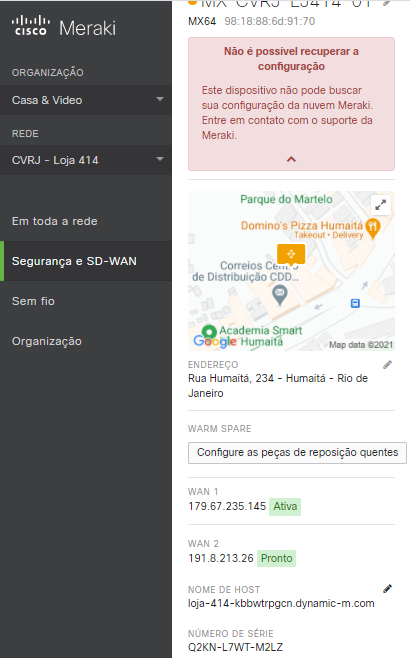 cisco Meraki
ORGANIZAÇÃO
Casa & Video
REDE
CVRJ - Loja 414
Em toda a rede
Segurança e SD-WAN
Sem fio
Organização
MX64 98:18:88:6d:91:70
Não é possível recuperar a
configuração
Este dispositivo não pode buscar
sua configuração da nuvem Meraki.
Entre em contato com o suporte da
Meraki.
Parque do Martelo
Domino's Pizza Humaitá
Takeout • Delivery
Correios
de Distribuição CDD...
Academia Smart
Humaitá
Google
Map data ©2021
ENDEREÇO
Rua Humaitá, 234 - Humaitá - Rio de
Janeiro
WARM SPARE
Configure as peças de reposição quentes
WAN 1
179.67.235.145 Ativa
WAN 2
191.8.213.26 Pronto
NOME DE HOST
loja-414-kbbwtrpgcn.dynamic-m.com
NÚMERO DE SÉRIE
Q2KN-L7WT-M2LZ